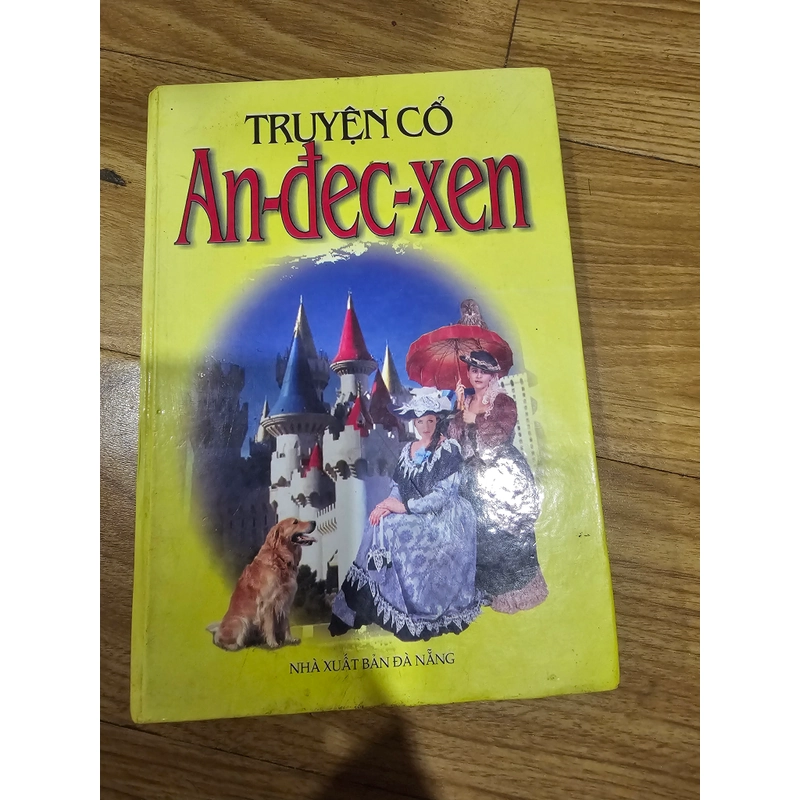 TRUYỆN CỔ
An-đec-xen
NHÀ XUẤT BẢN ĐÀ NẴNG